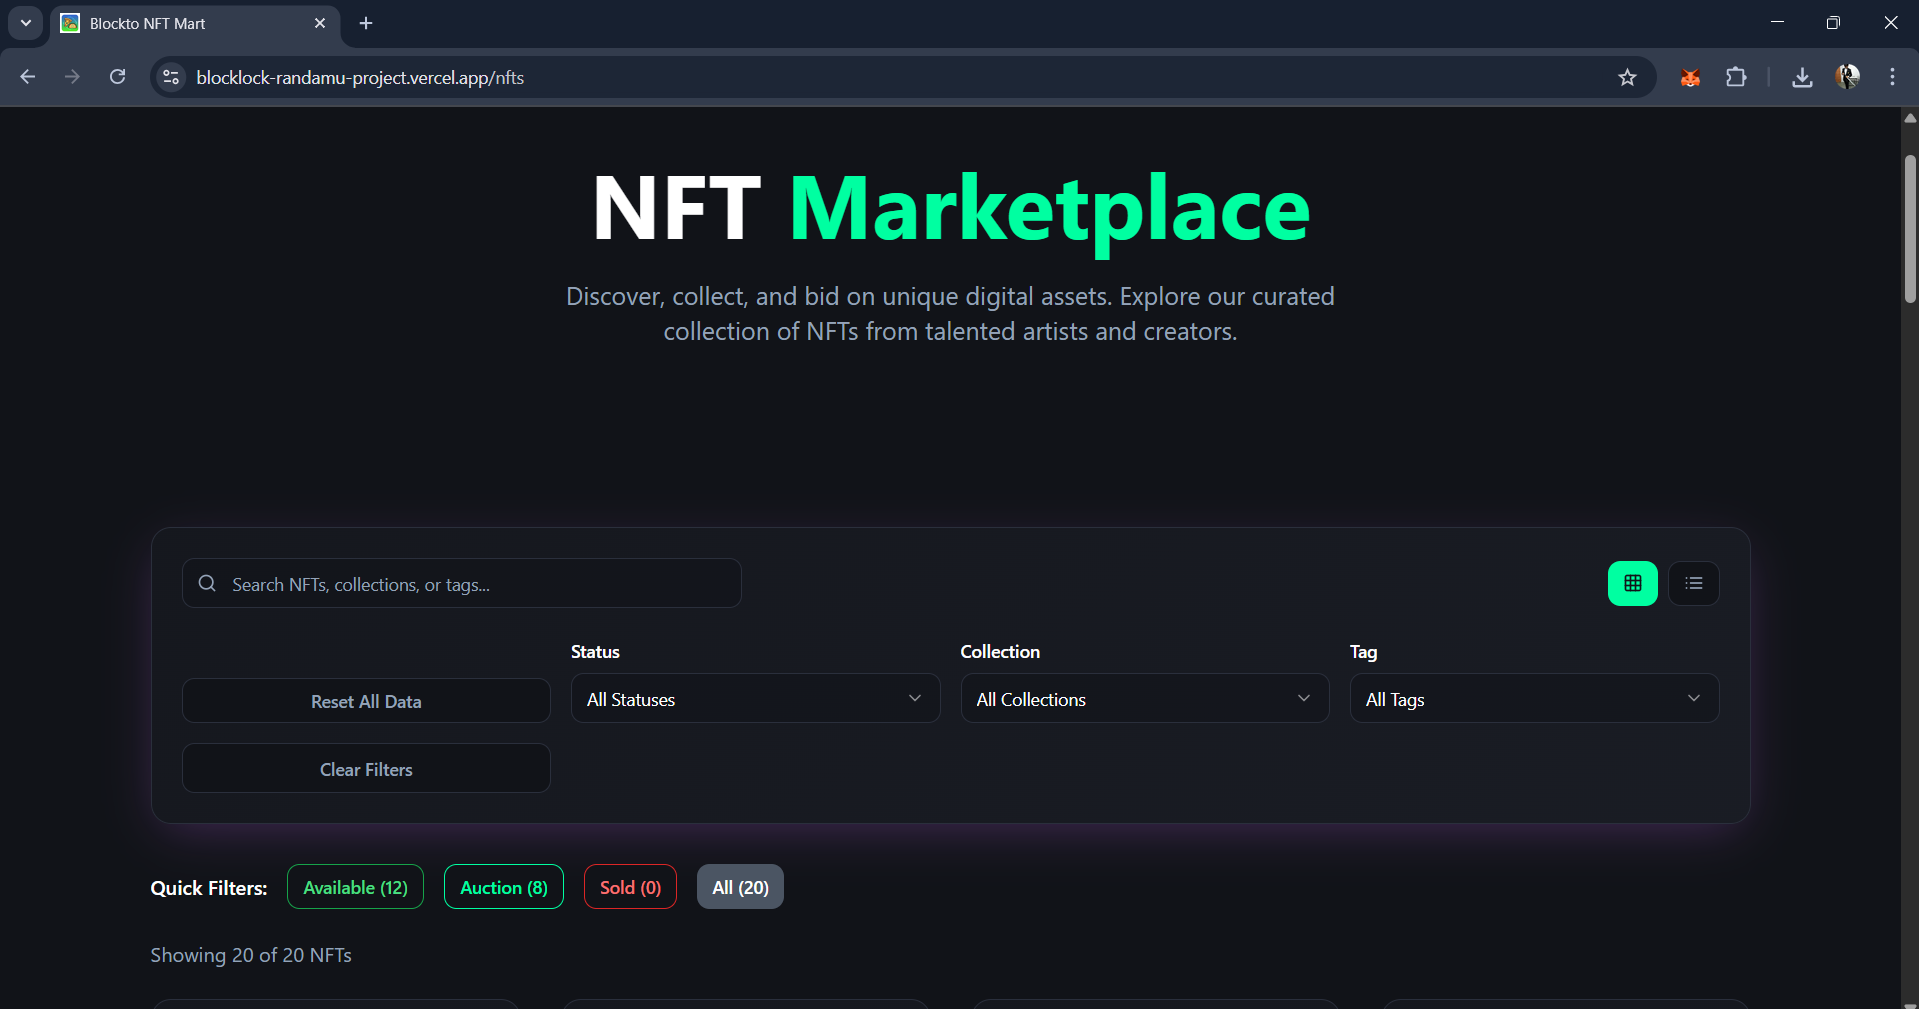 Blockto NFT Mart
blocklock-randamu-project.vercel.app/nfts
NFT Marketplace
Discover, collect, and bid on unique digital assets. Explore our curated
collection of NFTs from talented artists and creators.
Search NFTs, collections, or tags...
Status
Collection
Tag
Reset All Data
All Statuses
All Collections
All Tags
Clear Filters
Quick Filters:
Available (12)
Auction (8)
Sold (0)
All (20)
Showing 20 of 20 NFTs